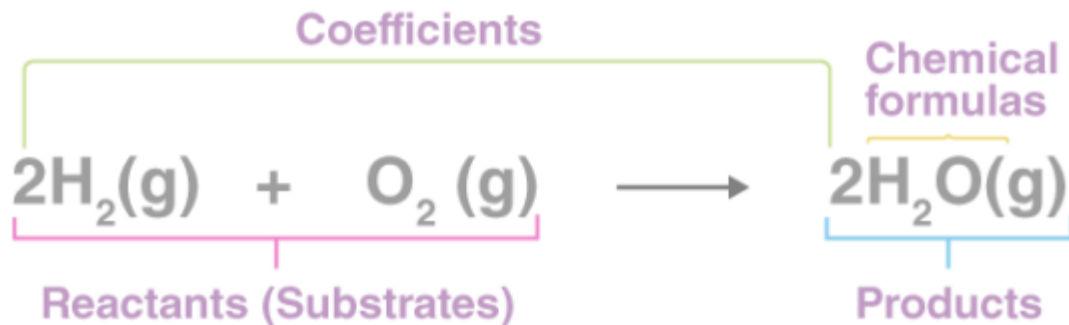 Coefficients
Chemical
formulas
2H₂(g) + O₂ (g) ⟶ 2H₂O(g)
Reactants (Substrates) Products